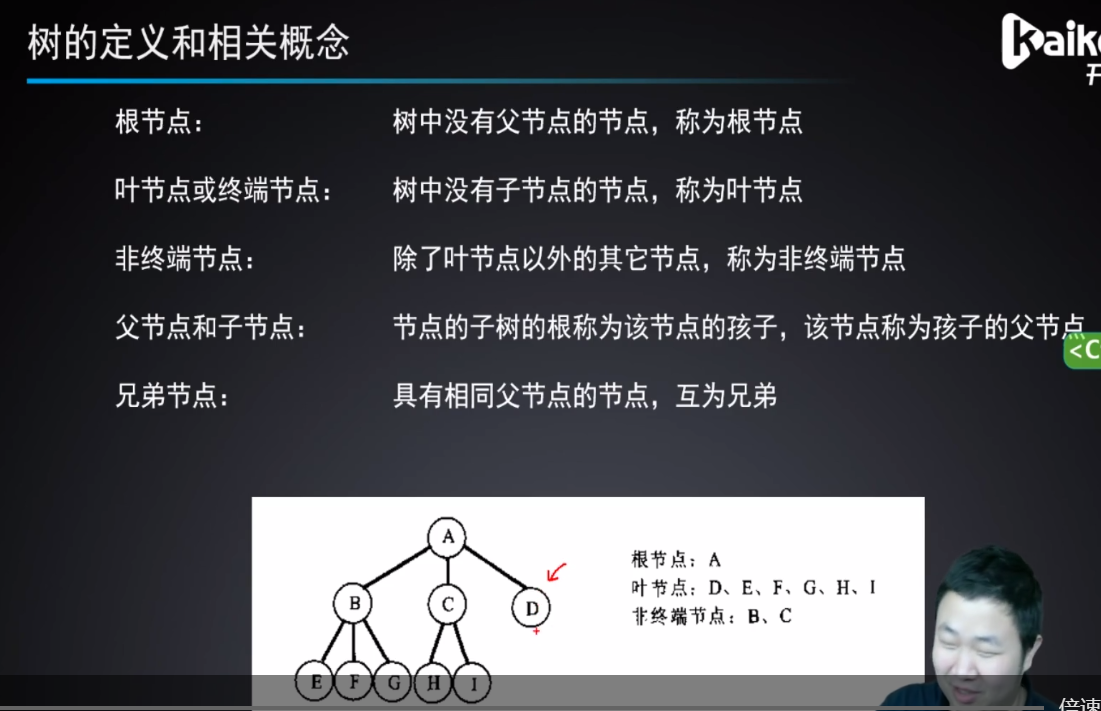 树的定义和相关概念
根节点： 树中没有父节点的节点，称为根节点
叶节点或终端节点： 树中没有子节点的节点，称为叶节点
非终端节点： 除了叶节点以外的其它节点，称为非终端节点
父节点和子节点： 节点的子树的根称为该节点的孩子，该节点称为孩子的父节点
兄弟节点： 具有相同父节点的节点，互为兄弟
<C
A
B C D
E F G H I
根节点：A
叶节点：D、E、F、G、H、I
非终端节点：B、C
倍速